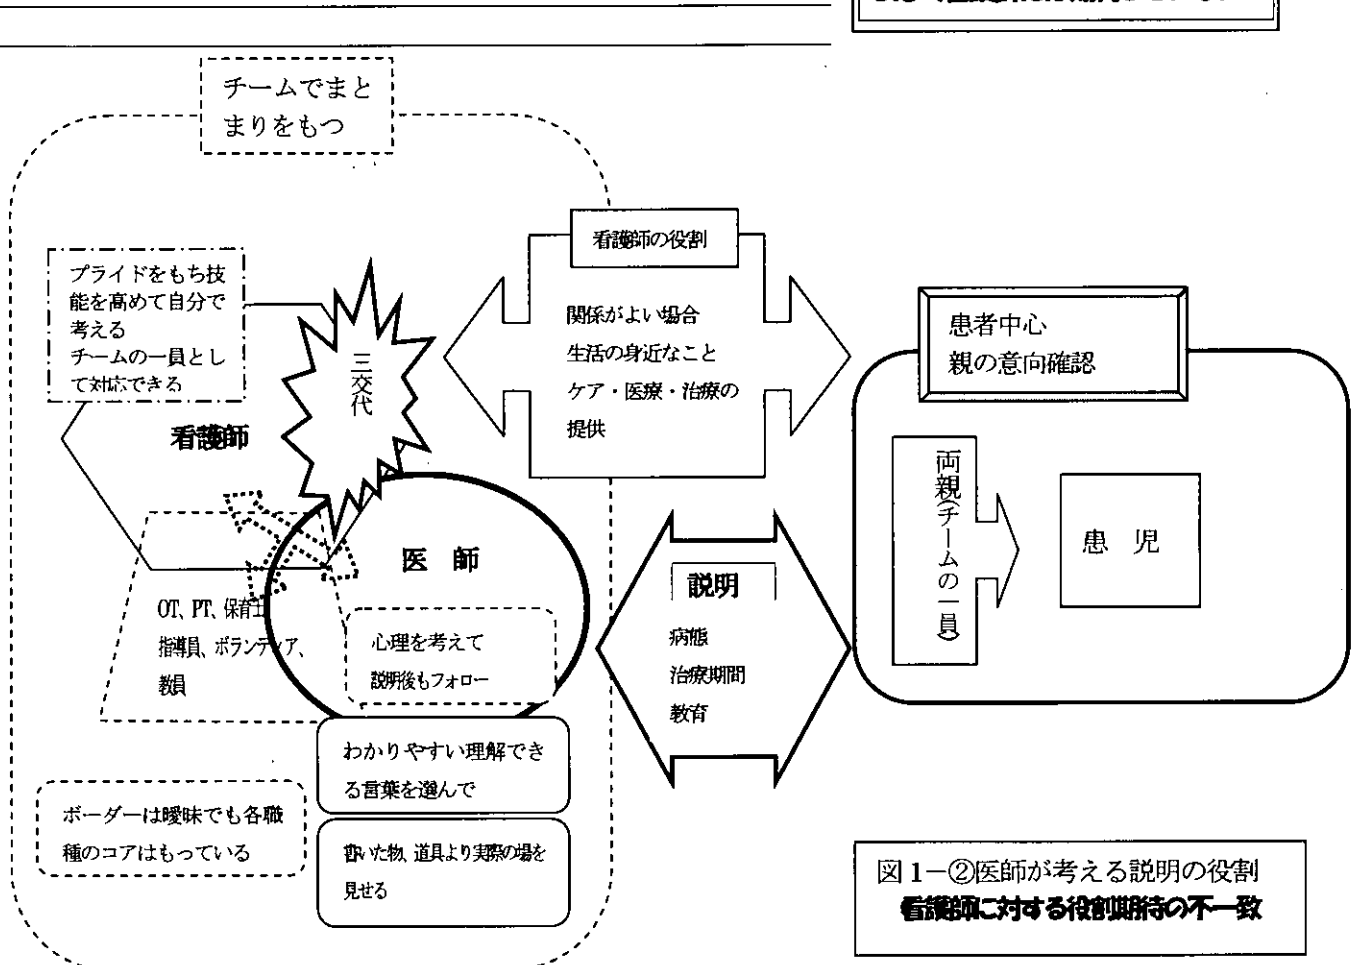 チームでまと
まりをもつ
看護師の役割
プライドをもち技
能を高めて自分で
考える
チームの一員とし
て対応できる
三交代
関係がよい場合
生活の身近なこと
ケア・医療・治療の
提供
患者中心
親の意向確認
看護師
両親(チームの一員)
患 児
医 師
説明
病態
治療期間
教育
OT、PT、保育士
指導員、ボランティア、
教員
心理を考えて
説明後もフォロー
わかりやすい理解でき
る言葉を選んで
ボーダーは曖昧でも各職
種のコアはもっている
書いた物、道具より実際の場を
見せる
図1-②医師が考える説明の役割
看護師に対する役割期待の不一致